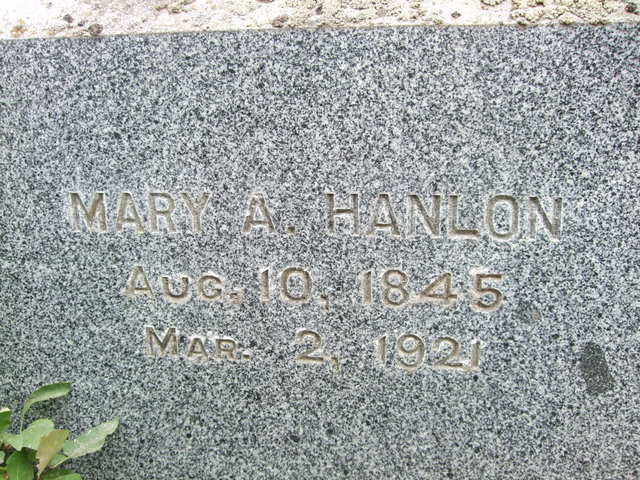 MARY A. HANLON
AUG. 10, 1845
MAR. 2, 1921